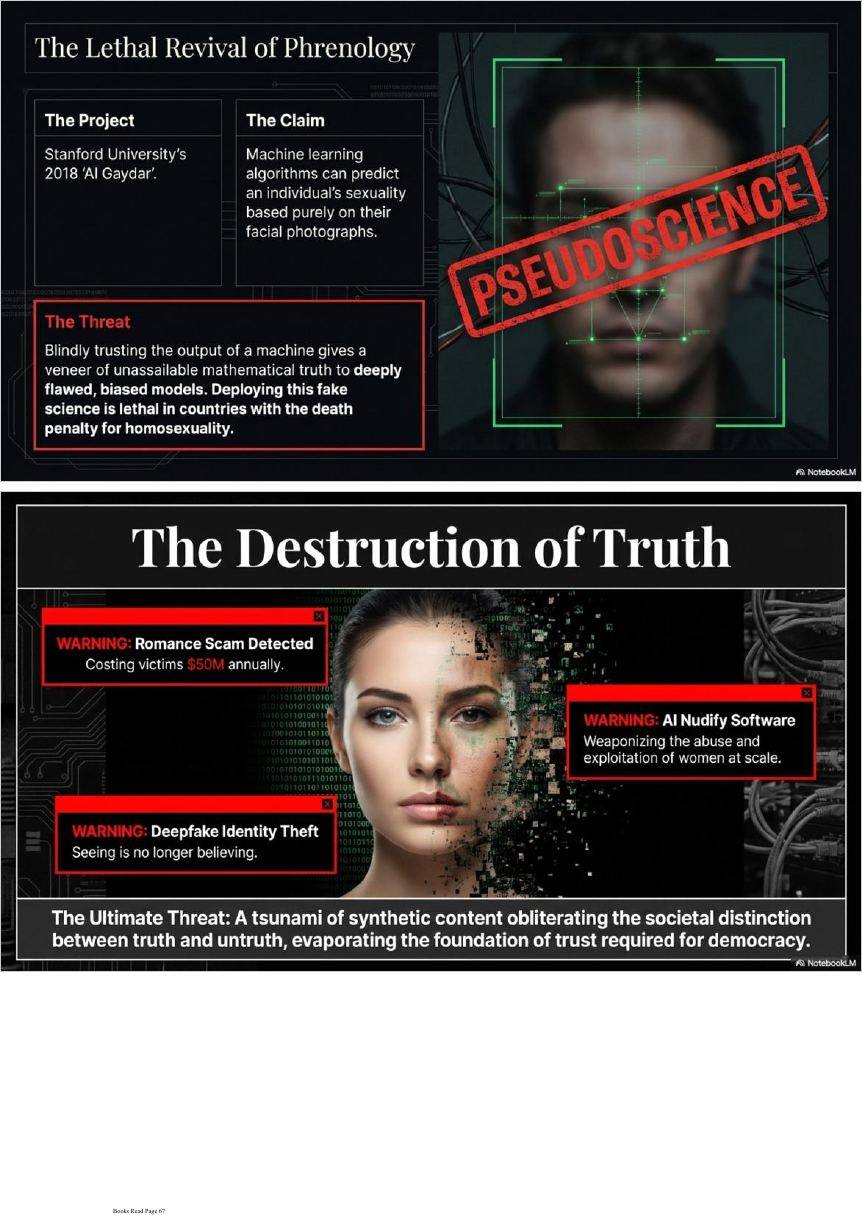 The Lethal Revival of Phrenology
The Project
Stanford University's
2018 'AI Gaydar'.
The Claim
Machine learning
algorithms can predict
an individual's sexuality
based purely on their
facial photographs.
PSEUDOSCIENCE
The Threat
Blindly trusting the output of a machine gives a
veneer of unassailable mathematical truth to deeply
flawed, biased models. Deploying this fake
science is lethal in countries with the death
penalty for homosexuality.
NotebookLM
The Destruction of Truth
WARNING: Romance Scam Detected
Costing victims $50M annually.
WARNING: AI Nudify Software
Weaponizing the abuse and
exploitation of women at scale.
WARNING: Deepfake Identity Theft
Seeing is no longer believing.
The Ultimate Threat: A tsunami of synthetic content obliterating the societal distinction
between truth and untruth, evaporating the foundation of trust required for democracy.
NotebookLM
Books Read Page 67